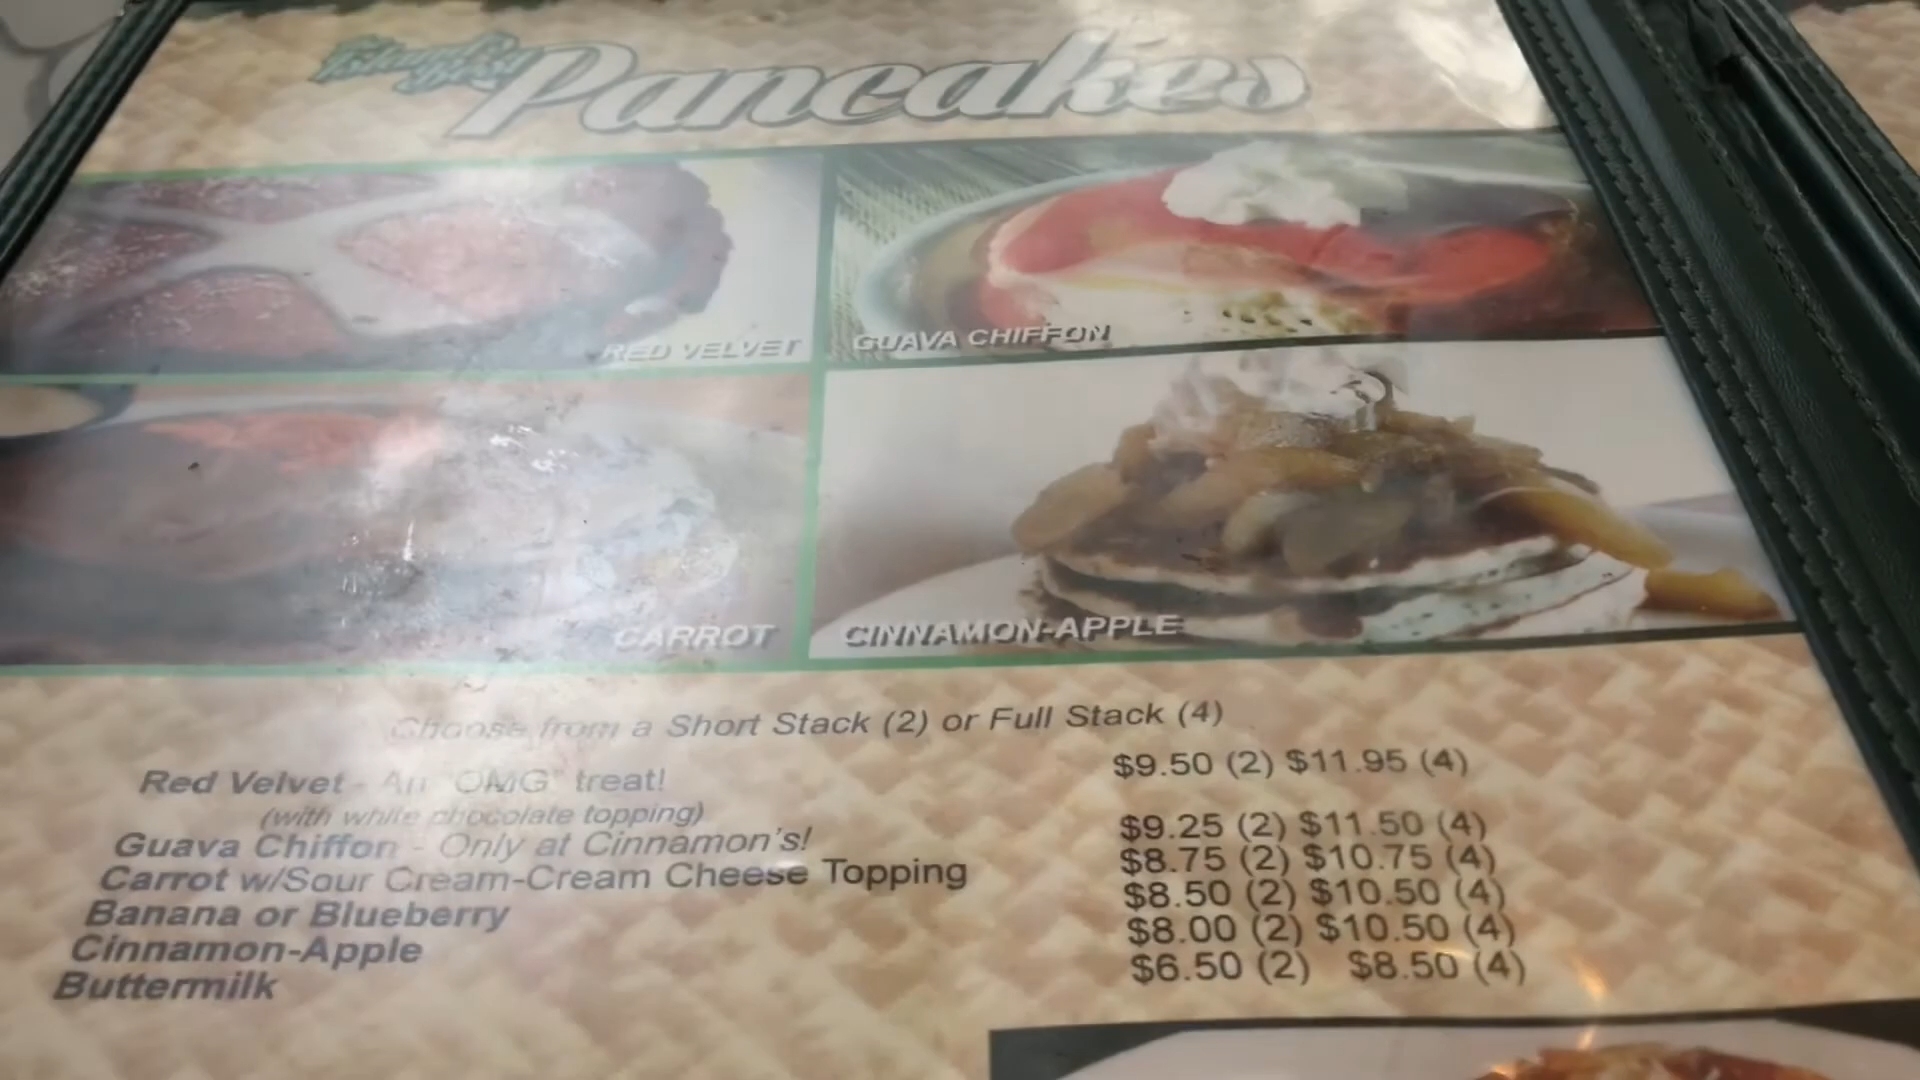 Island's Best Pancakes
RED VELVET
GUAVA CHIFFON
CARROT
CINNAMON-APPLE
Choose from a Short Stack (2) or Full Stack (4)
Red Velvet - An "OMG" treat! $9.50 (2) $11.95 (4)
(with white chocolate topping)
Guava Chiffon - Only at Cinnamon's! $9.25 (2) $11.50 (4)
Carrot w/Sour Cream-Cream Cheese Topping $8.75 (2) $10.75 (4)
Banana or Blueberry $8.50 (2) $10.50 (4)
Cinnamon-Apple $8.00 (2) $10.50 (4)
Buttermilk $6.50 (2) $8.50 (4)